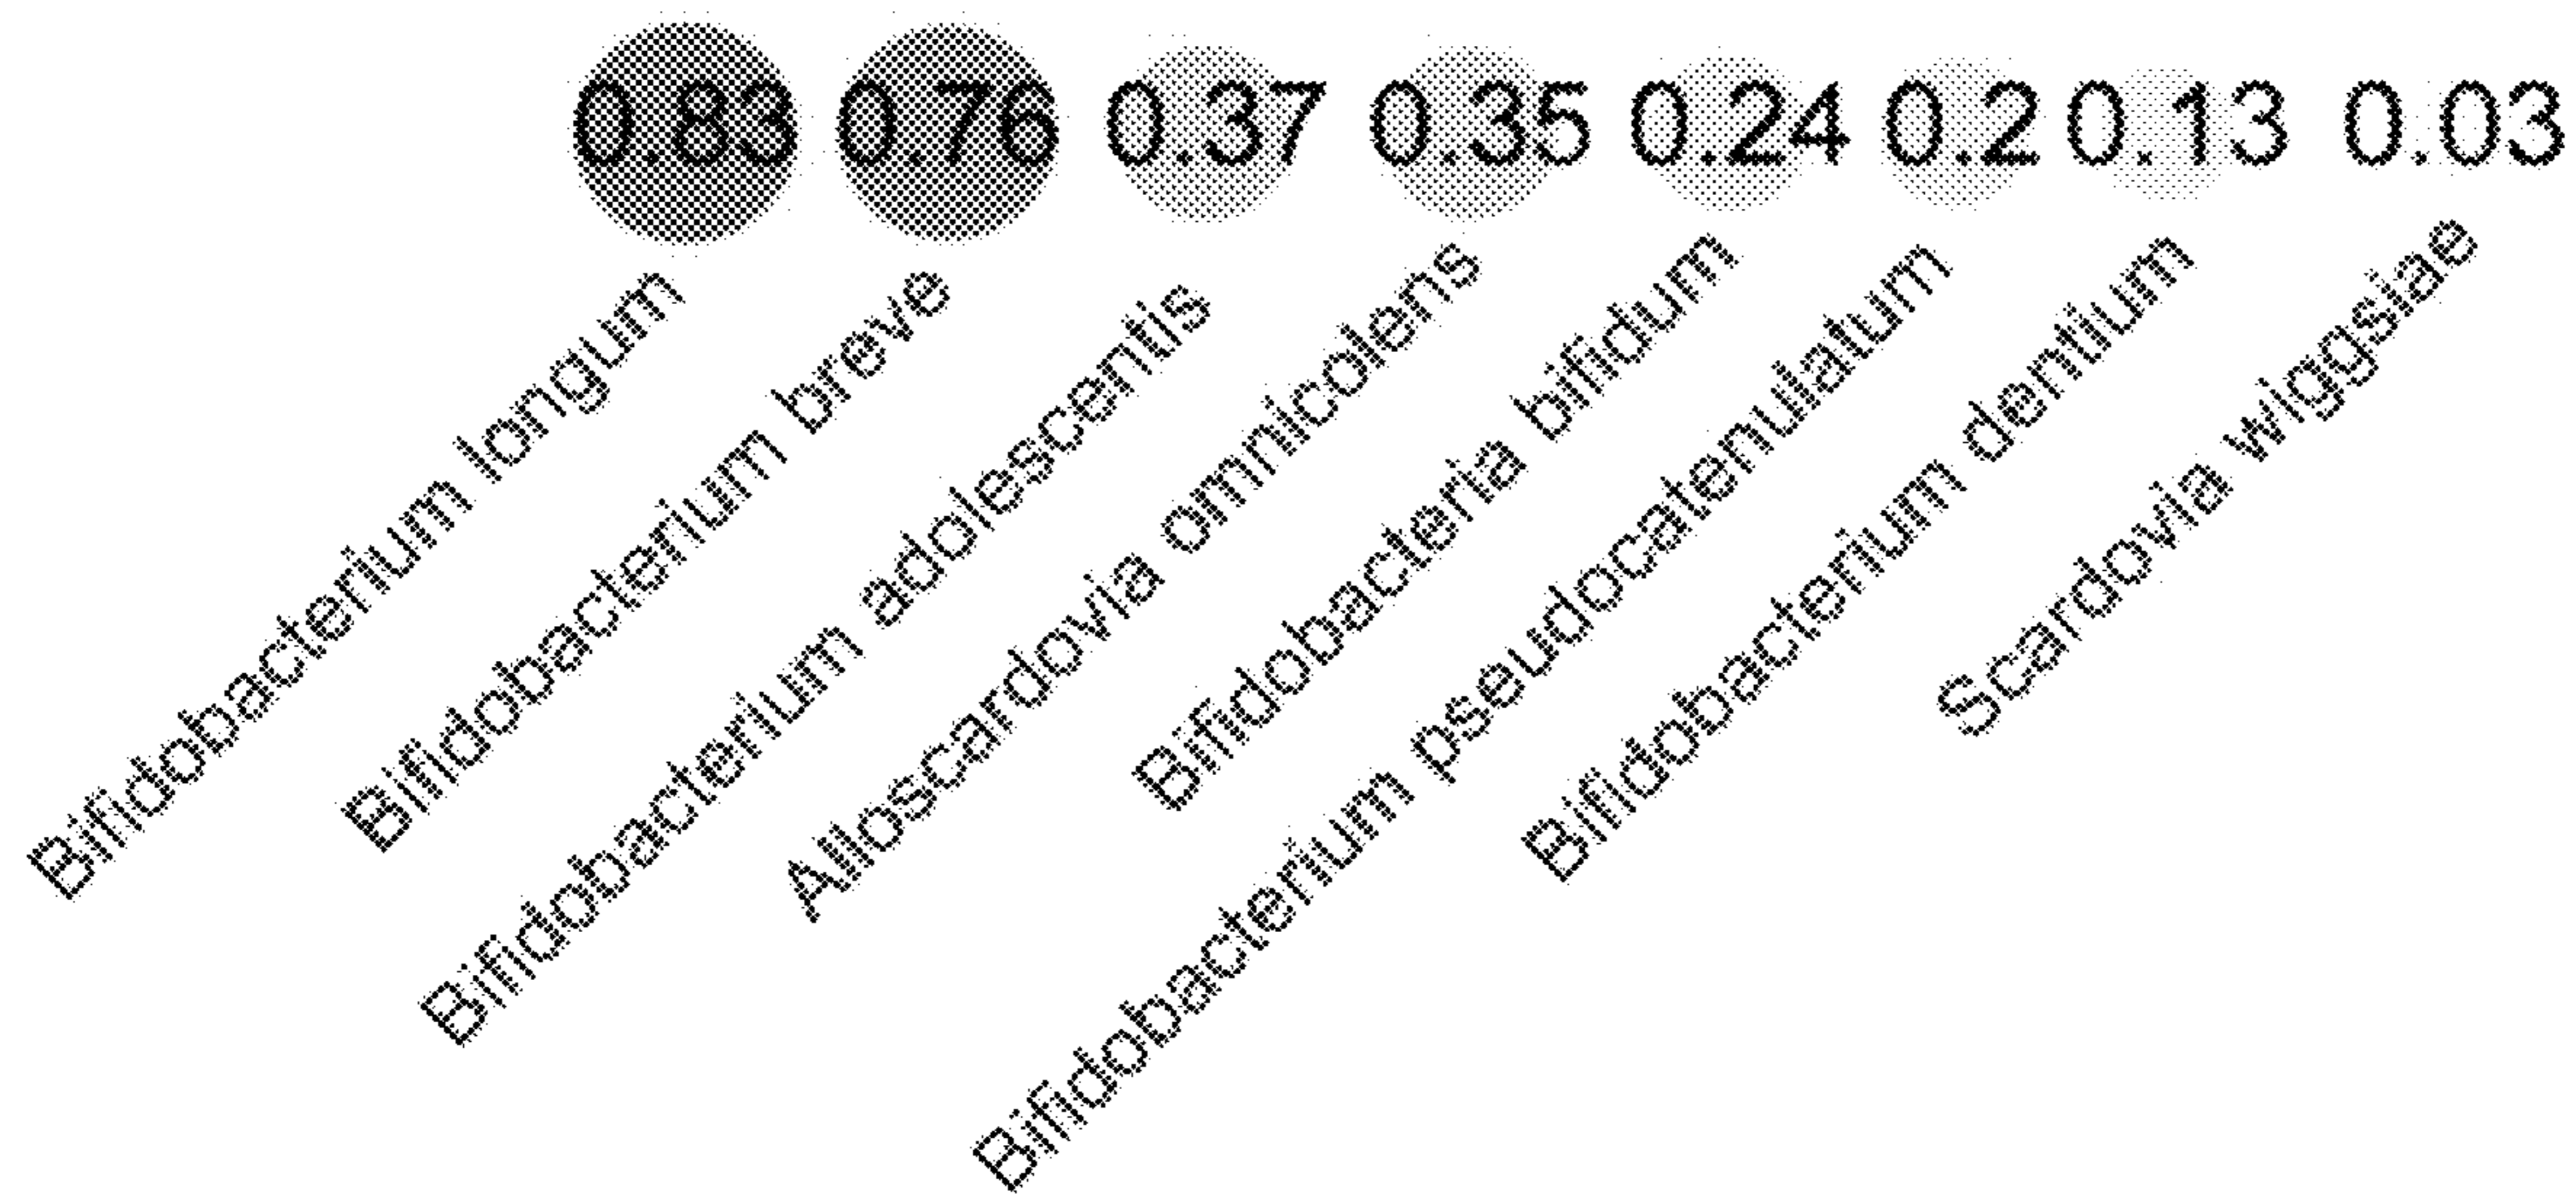 0.83 0.76 0.37 0.35 0.24 0.2 0.13 0.03
Bifidobacterium longum
Bifidobacterium breve
Bifidobacterium adolescentis
Alloscardovia omnicolens
Bifidobacteria bifidum
Bifidobacterium pseudocatenulatum
Bifidobacterium dentium
Scardovia wiggsiae